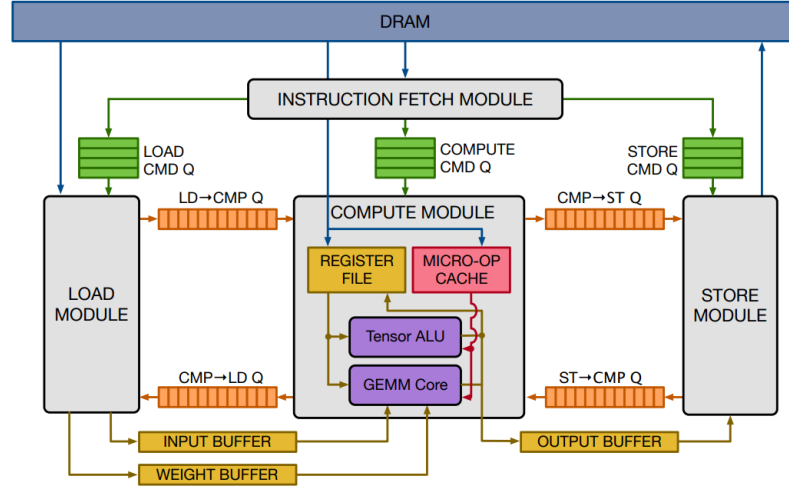 DRAM
INSTRUCTION FETCH MODULE
LOAD
CMD Q
COMPUTE
CMD Q
STORE
CMD Q
LD→CMP Q
COMPUTE MODULE
CMP→ST Q
REGISTER
FILE
MICRO-OP
CACHE
LOAD
MODULE
STORE
MODULE
Tensor ALU
CMP→LD Q
GEMM Core
ST→CMP Q
INPUT BUFFER
OUTPUT BUFFER
WEIGHT BUFFER